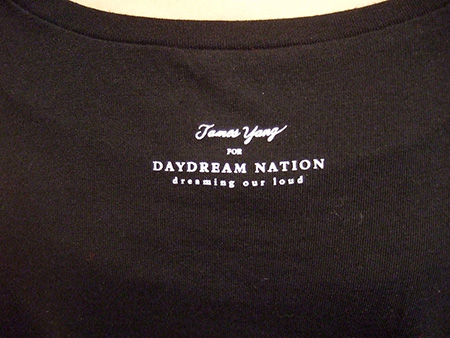 James Yang
FOR
DAYDREAM NATION
dreaming our loud